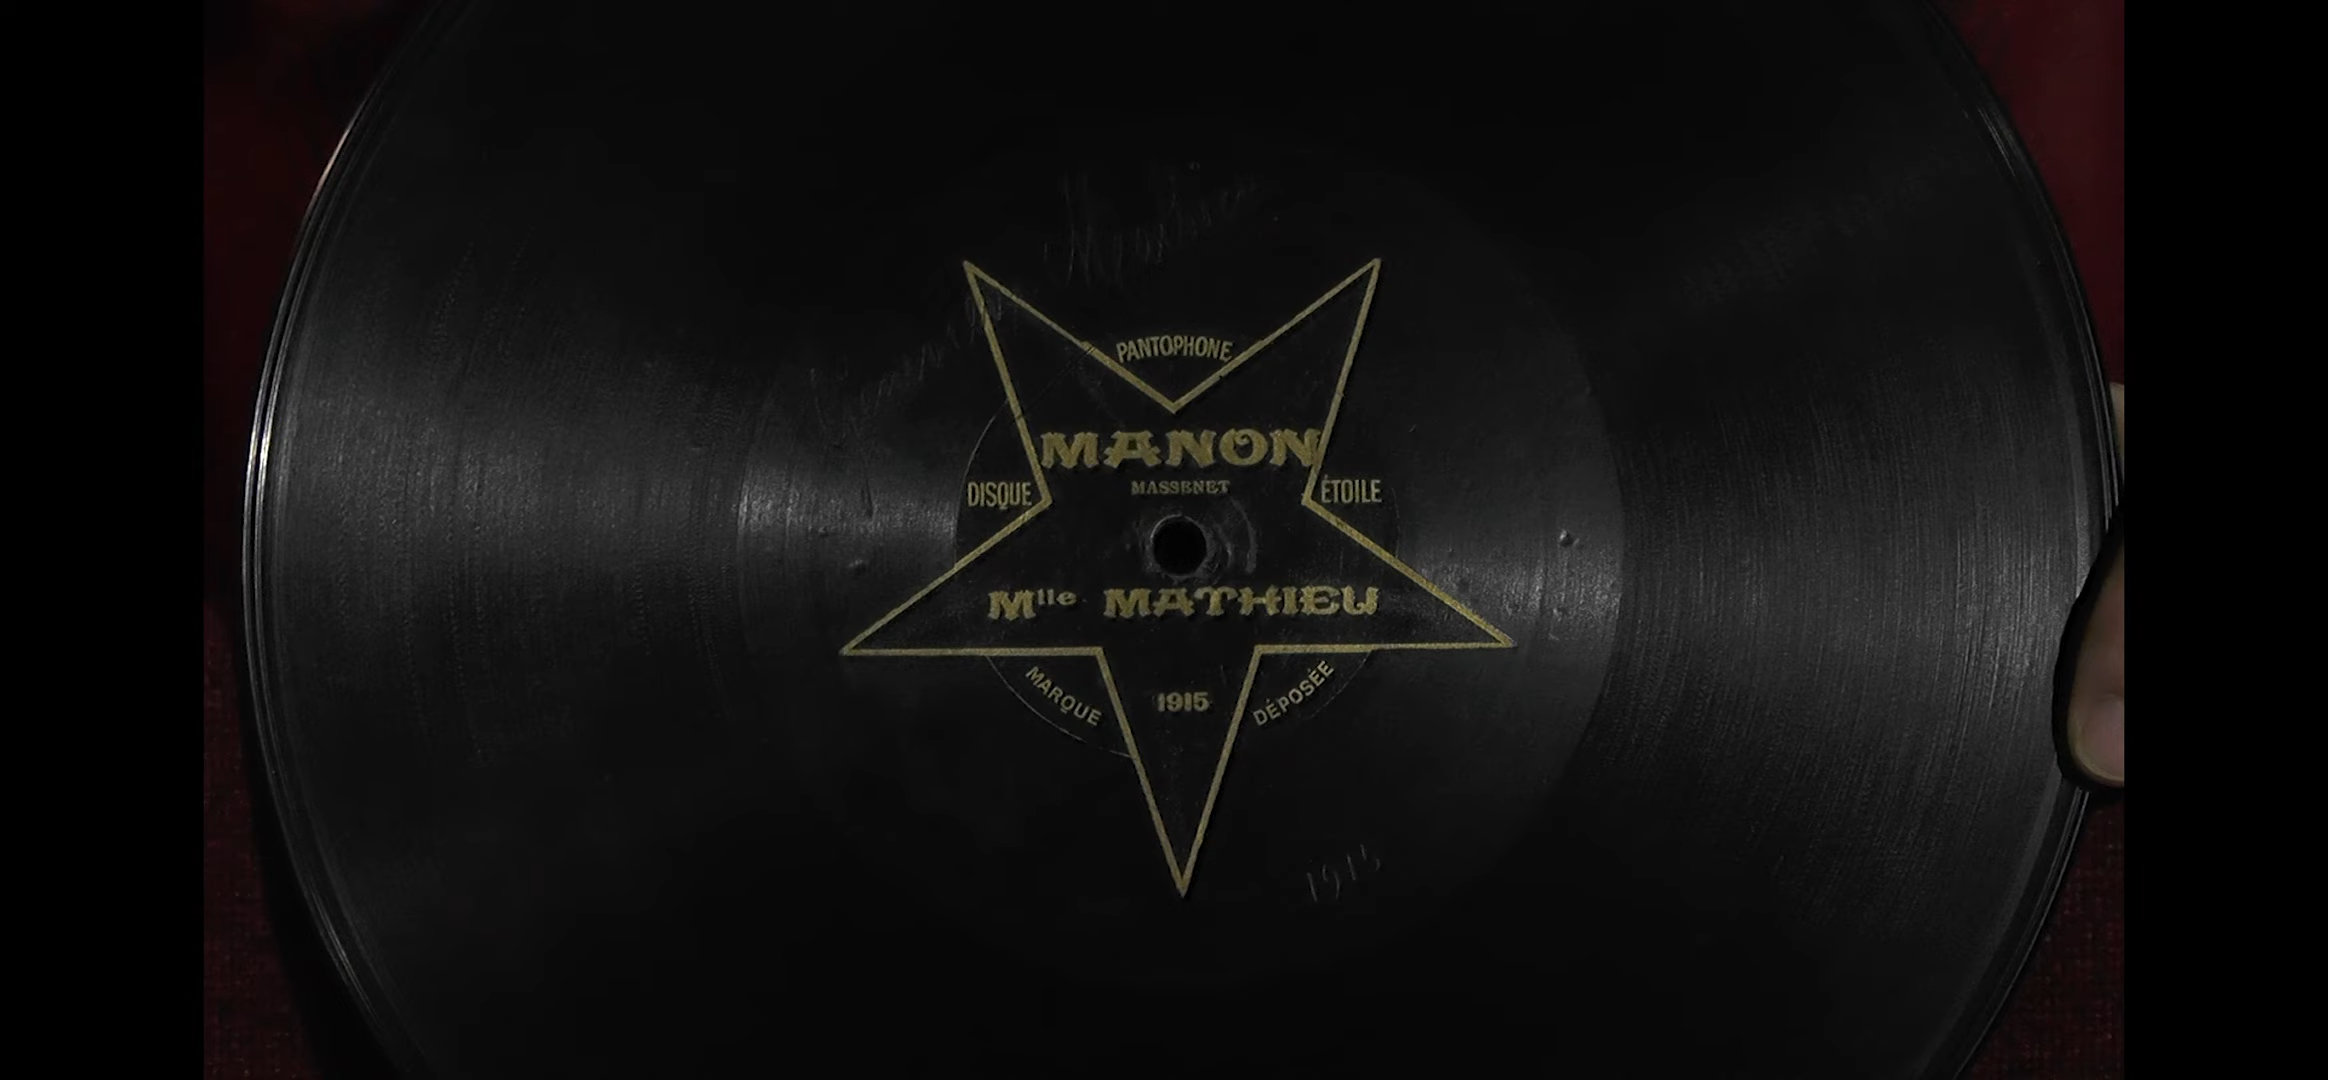 PANTOPHONE
MANON
DISQUE
MASSENET
ÉTOILE
Mlle MATHIEU
MARQUE
1915
DÉPOSÉE
1915